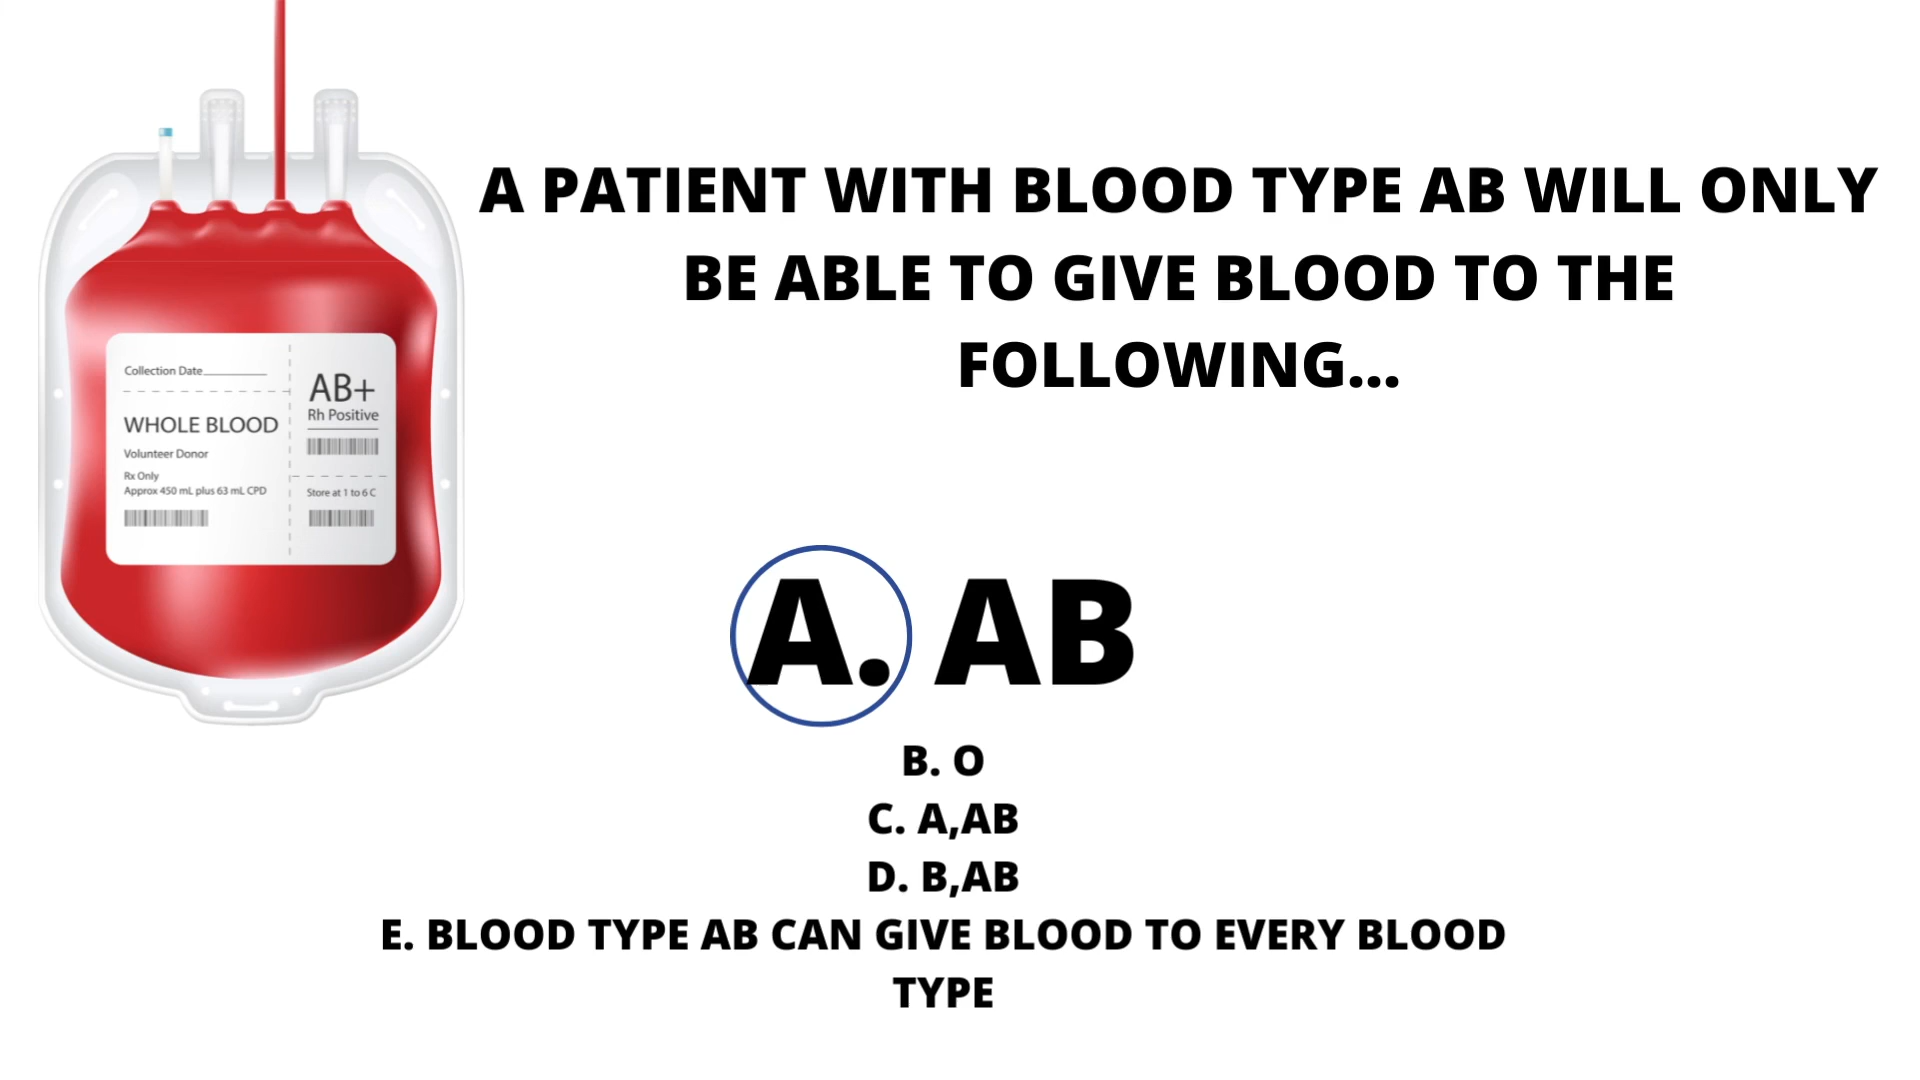 A PATIENT WITH BLOOD TYPE AB WILL ONLY
BE ABLE TO GIVE BLOOD TO THE
FOLLOWING...
Collection Date
AB+
Rh Positive
WHOLE BLOOD
Volunteer Donor
Rx Only
Approx 450 mL plus 63 mL CPD
Store at 1 to 6 C
A. AB
B. O
C. A,AB
D. B,AB
E. BLOOD TYPE AB CAN GIVE BLOOD TO EVERY BLOOD
TYPE